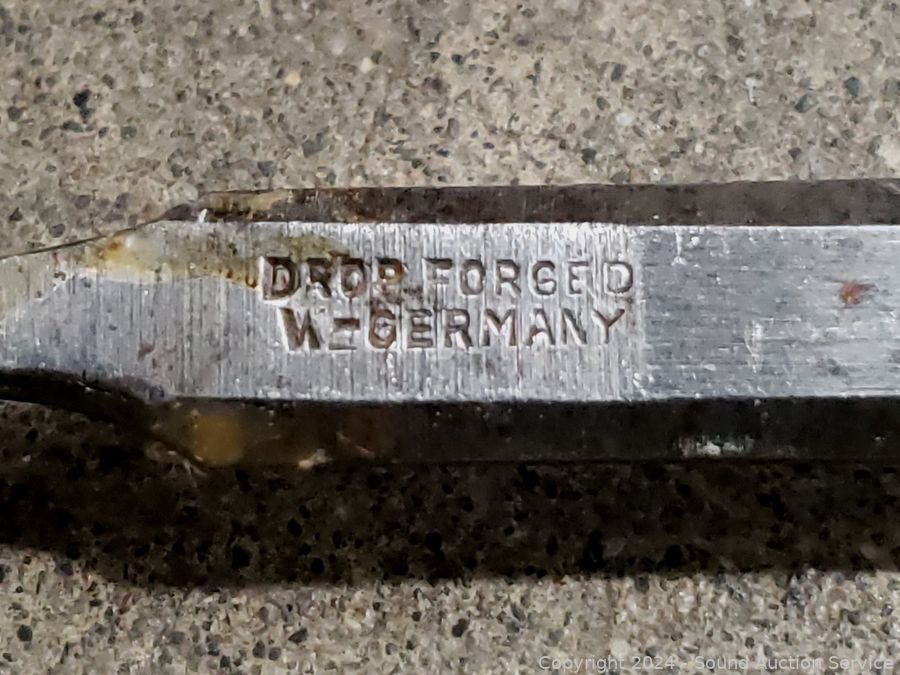 DROP FORGED
W-GERMANY
Copyright 2024 - Sound Auction Service